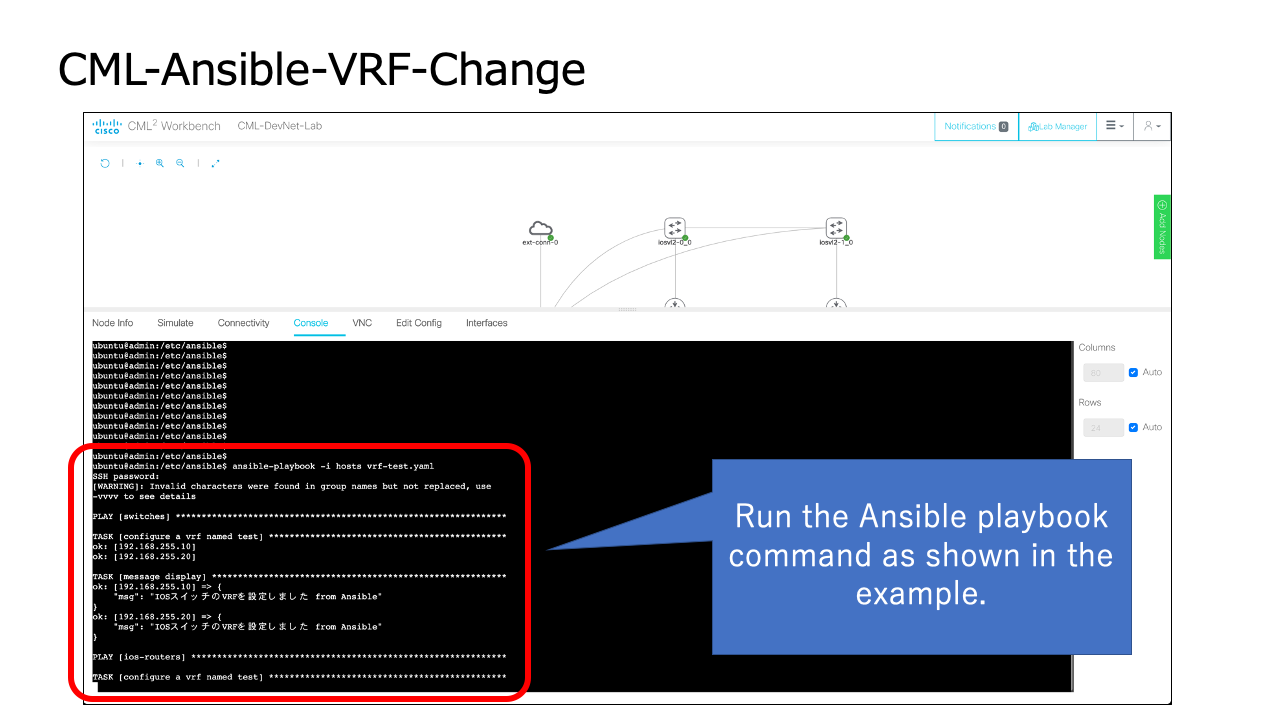 CML-Ansible-VRF-Change
cisco CML² Workbench CML-DevNet-Lab Notifications 0 Lab Manager
ext-conn-0 iosvl2-0_0 iosvl2-1_0
Add Nodes
Node Info Simulate Connectivity Console VNC Edit Config Interfaces
Columns
80 Auto
Rows
24 Auto
ubuntu@admin:/etc/ansible$
ubuntu@admin:/etc/ansible$
ubuntu@admin:/etc/ansible$
ubuntu@admin:/etc/ansible$
ubuntu@admin:/etc/ansible$
ubuntu@admin:/etc/ansible$
ubuntu@admin:/etc/ansible$
ubuntu@admin:/etc/ansible$
ubuntu@admin:/etc/ansible$
ubuntu@admin:/etc/ansible$
ubuntu@admin:/etc/ansible$
ubuntu@admin:/etc/ansible$ ansible-playbook -i hosts vrf-test.yaml
SSH password:
[WARNING]: Invalid characters were found in group names but not replaced, use
-vvvv to see details
PLAY [switches] ****************************************************************
TASK [configure a vrf named test] **********************************************
ok: [192.168.255.10]
ok: [192.168.255.20]
TASK [message display] *********************************************************
ok: [192.168.255.10] => {
"msg": "IOSスイッチのVRFを設定しました from Ansible"
}
ok: [192.168.255.20] => {
"msg": "IOSスイッチのVRFを設定しました from Ansible"
}
PLAY [ios-routers] *************************************************************
TASK [configure a vrf named test] **********************************************
Run the Ansible playbook
command as shown in the
example.